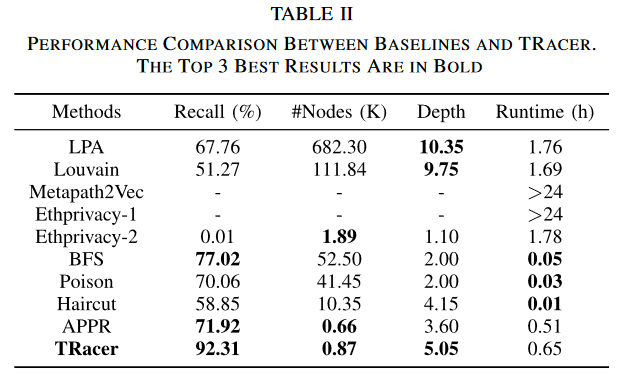 TABLE II
PERFORMANCE COMPARISON BETWEEN BASELINES AND TRACER.
THE TOP 3 BEST RESULTS ARE IN BOLD
Methods Recall (%) #Nodes (K) Depth Runtime (h)
LPA 67.76 682.30 10.35 1.76
Louvain 51.27 111.84 9.75 1.69
Metapath2Vec - - - >24
Ethprivacy-1 - - - >24
Ethprivacy-2 0.01 1.89 1.10 1.78
BFS 77.02 52.50 2.00 0.05
Poison 70.06 41.45 2.00 0.03
Haircut 58.85 10.35 4.15 0.01
APPR 71.92 0.66 3.60 0.51
TRacer 92.31 0.87 5.05 0.65